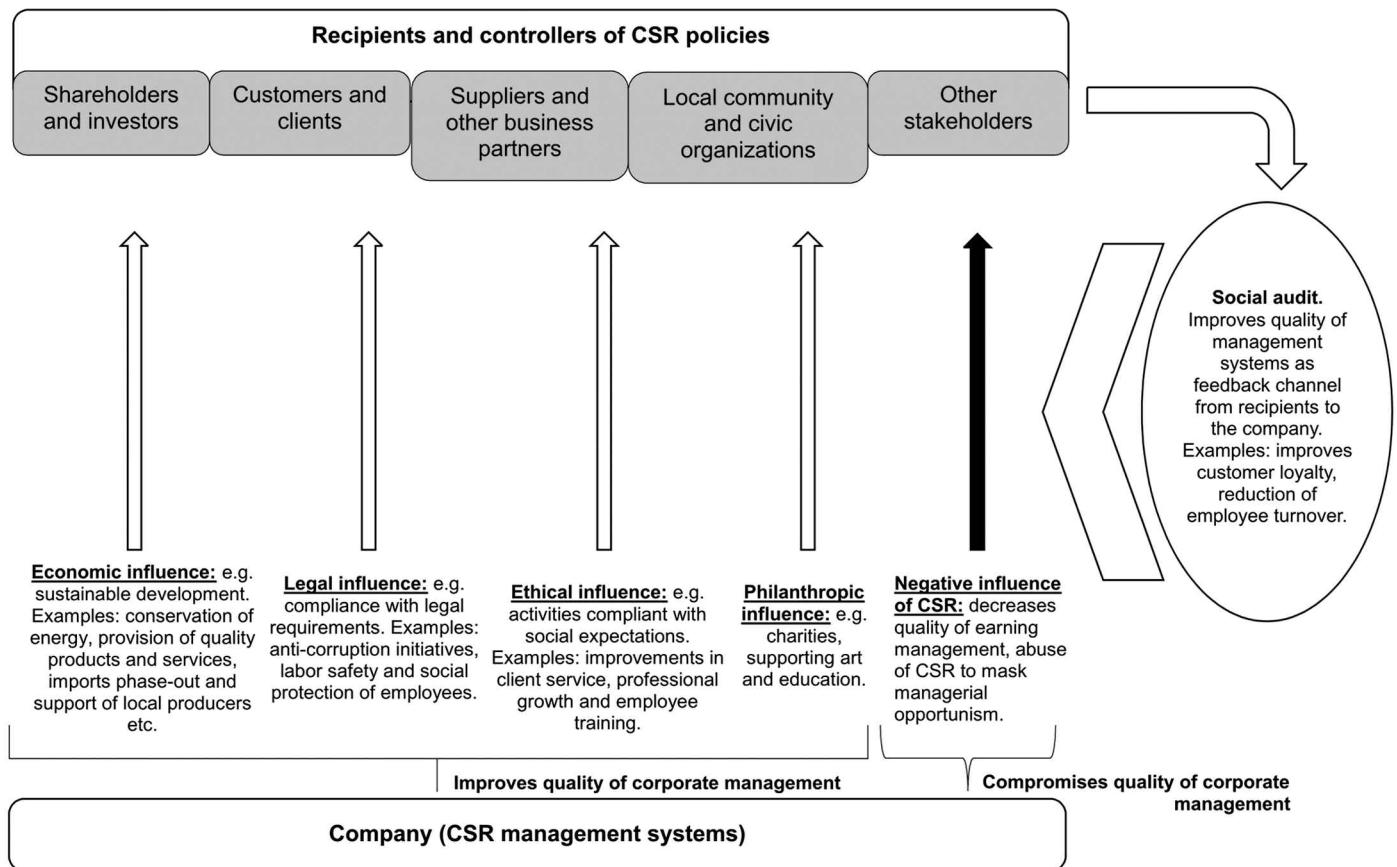 Recipients and controllers of CSR policies
Shareholders
and investors
Customers and
clients
Suppliers and
other business
partners
Local community
and civic
organizations
Other
stakeholders
Social audit.
Improves quality of
management
systems as
feedback channel
from recipients to
the company.
Examples: improves
customer loyalty,
reduction of
employee turnover.
Economic influence: e.g.
sustainable development.
Examples: conservation of
energy, provision of quality
products and services,
imports phase-out and
support of local producers
etc.
Legal influence: e.g.
compliance with legal
requirements. Examples:
anti-corruption initiatives,
labor safety and social
protection of employees.
Ethical influence: e.g.
activities compliant with
social expectations.
Examples: improvements in
client service, professional
growth and employee
training.
Philanthropic
influence: e.g.
charities,
supporting art
and education.
Negative influence
of CSR: decreases
quality of earning
management, abuse
of CSR to mask
managerial
opportunism.
Improves quality of corporate management
Compromises quality of corporate
management
Company (CSR management systems)